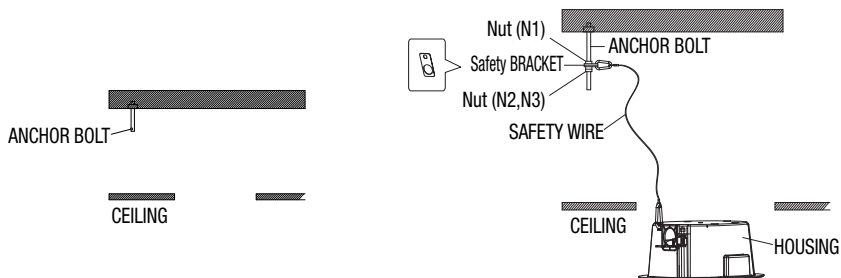 ANCHOR BOLT
CEILING
Nut (N1)
ANCHOR BOLT
Safety BRACKET
Nut (N2,N3)
SAFETY WIRE
CEILING
HOUSING